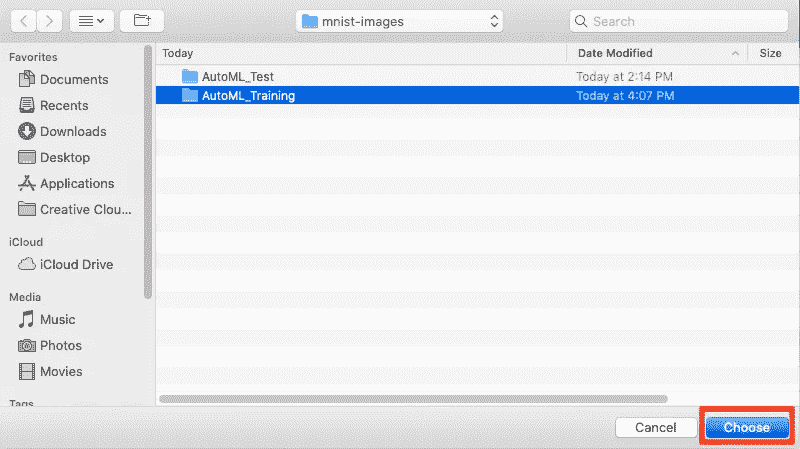 mnist-images
Search
Favorites
Documents
Recents
Downloads
Desktop
Applications
Creative Clou...
iCloud
iCloud Drive
Media
Music
Photos
Movies
Tags
Today Date Modified Size
AutoML_Test Today at 2:14 PM
AutoML_Training Today at 4:07 PM
Cancel Choose